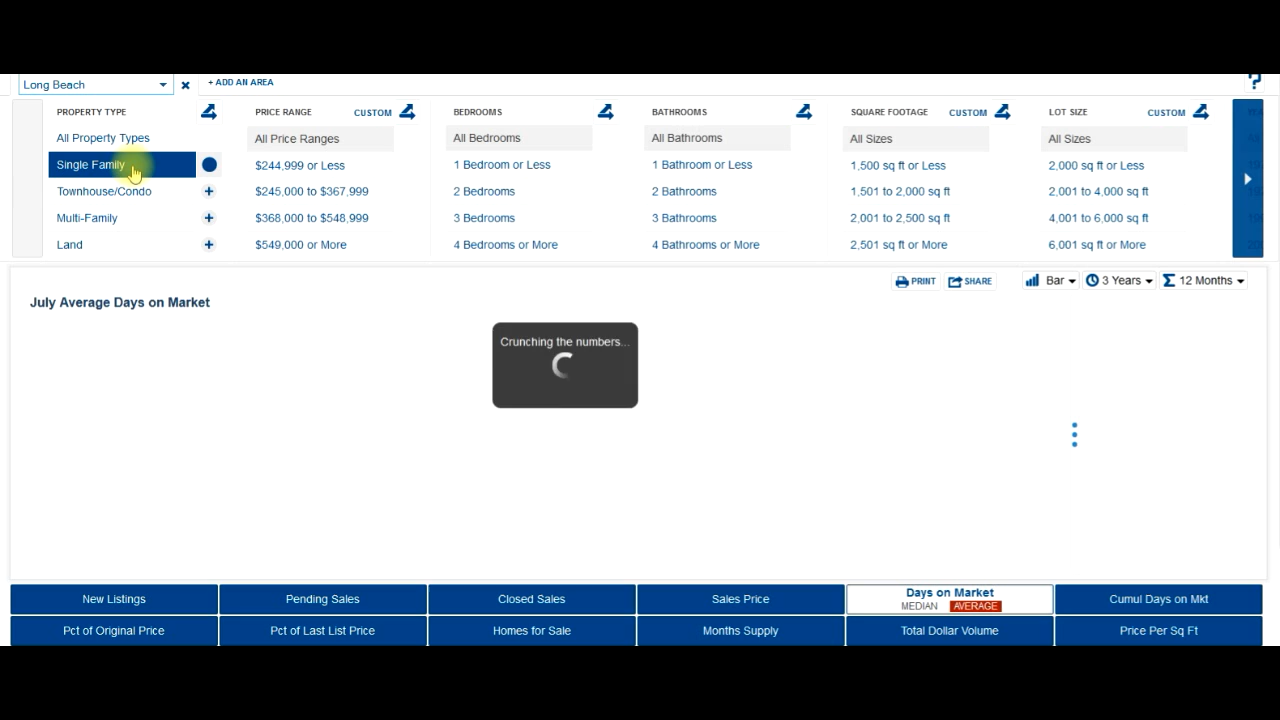 Long Beach
+ ADD AN AREA
?
PROPERTY TYPE
All Property Types
Single Family
Townhouse/Condo
Multi-Family
Land
PRICE RANGE
CUSTOM
All Price Ranges
$244,999 or Less
$245,000 to $367,999
$368,000 to $548,999
$549,000 or More
BEDROOMS
All Bedrooms
1 Bedroom or Less
2 Bedrooms
3 Bedrooms
4 Bedrooms or More
BATHROOMS
All Bathrooms
1 Bathroom or Less
2 Bathrooms
3 Bathrooms
4 Bathrooms or More
SQUARE FOOTAGE
CUSTOM
All Sizes
1,500 sq ft or Less
1,501 to 2,000 sq ft
2,001 to 2,500 sq ft
2,501 sq ft or More
LOT SIZE
CUSTOM
All Sizes
2,000 sq ft or Less
2,001 to 4,000 sq ft
4,001 to 6,000 sq ft
6,001 sq ft or More
PRINT
SHARE
Bar
3 Years
Σ 12 Months
July Average Days on Market
Crunching the numbers...
New Listings
Pending Sales
Closed Sales
Sales Price
Days on Market
MEDIAN
AVERAGE
Cumul Days on Mkt
Pct of Original Price
Pct of Last List Price
Homes for Sale
Months Supply
Total Dollar Volume
Price Per Sq Ft